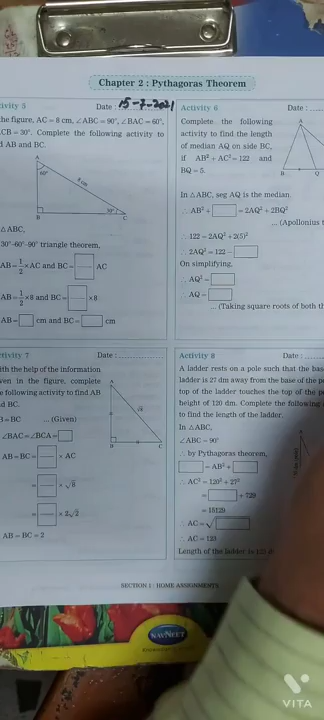 Chapter 2 : Pythagoras Theorem
Activity 5 Date : 15-7-2021
the figure, AC = 8 cm, ∠ABC = 90°, ∠BAC = 60°,
ACB = 30°. Complete the following activity to
AB and BC.
A
60°
8 cm
30°
B C
△ABC,
30°-60°-90° triangle theorem,
AB = 1/2 × AC and BC = □/□ AC
AB = 1/2 × 8 and BC = □/□ × 8
AB = □ cm and BC = □ cm
Activity 6 Date :
Complete the following
activity to find the length
of median AQ on side BC,
if AB² + AC² = 122 and
BQ = 5.
A
B Q
In △ABC, seg AQ is the median.
∴ AB² + □ = 2AQ² + 2BQ²
... (Apollonius
∴ 122 = 2AQ² + 2(5)²
∴ 2AQ² = 122 − □
On simplifying,
∴ AQ² = □
∴ AQ = □
... (Taking square roots of both
Activity 7 Date :
with the help of the information
given in the figure, complete
following activity to find AB
BC.
A
√8
B C
= BC ... (Given)
∠BAC = ∠BCA = □
AB = BC = □/□ × AC
= □/□ × √8
= □/□ × 2√2
AB = BC = 2
Activity 8 Date :
A ladder rests on a pole such that the
ladder is 27 dm away from the base of the
top of the ladder touches the top of the
height of 120 dm. Complete the following
to find the length of the ladder.
In △ABC,
∠ABC = 90°
∴ by Pythagoras theorem,
□ = AB² + □
∴ AC² = 120² + 27²
= □ + 729
= 15129
∴ AC = √□
∴ AC = 123
Length of the ladder is
SECTION 1 : HOME ASSIGNMENTS
NAVNEET
VITA